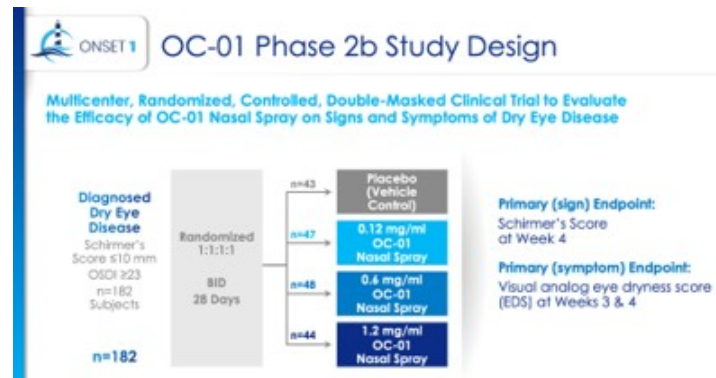 ONSET 1
OC-01 Phase 2b Study Design
Multicenter, Randomized, Controlled, Double-Masked Clinical Trial to Evaluate
the Efficacy of OC-01 Nasal Spray on Signs and Symptoms of Dry Eye Disease
Diagnosed
Dry Eye
Disease
Schirmer's
Score ≤10 mm
OSDI ≥23
n=182
Subjects
n=182
Randomized
1:1:1:1
BID
28 Days
n=43
Placebo
(Vehicle
Control)
n=47
0.12 mg/ml
OC-01
Nasal Spray
n=48
0.6 mg/ml
OC-01
Nasal Spray
n=44
1.2 mg/ml
OC-01
Nasal Spray
Primary (sign) Endpoint:
Schirmer's Score
at Week 4
Primary (symptom) Endpoint:
Visual analog eye dryness score
(EDS) at Weeks 3 & 4